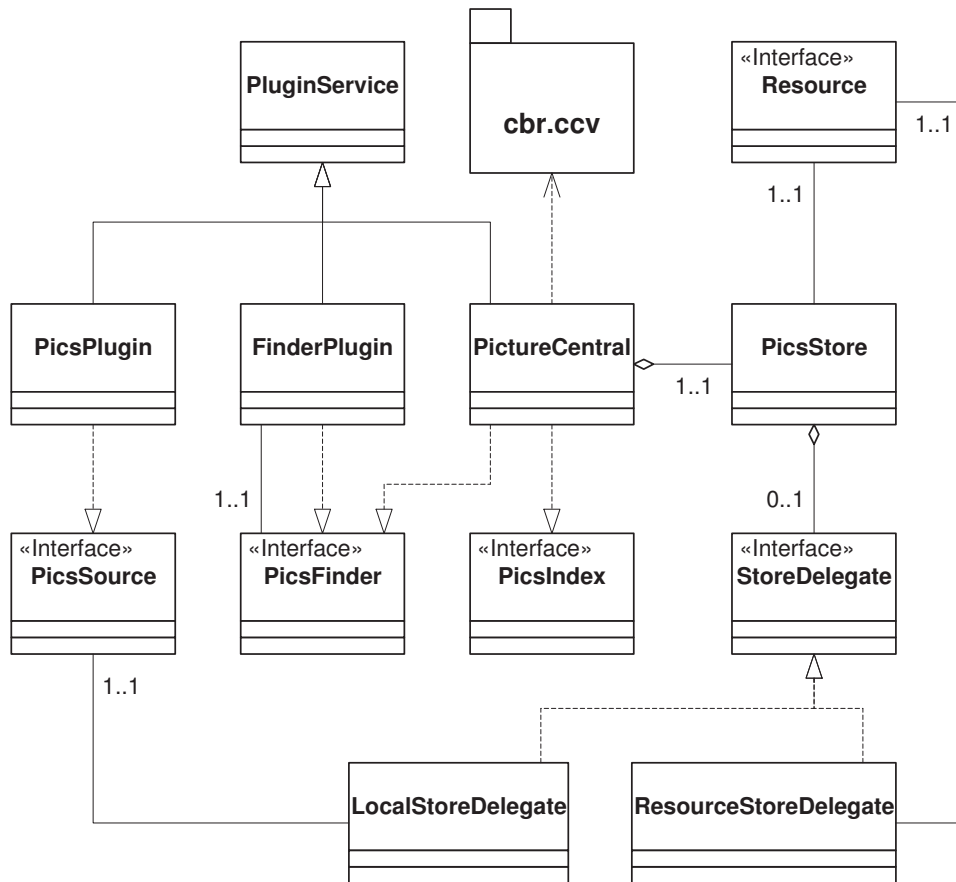 PluginService
cbr.ccv
«Interface»
Resource
1..1
1..1
PicsPlugin
FinderPlugin
PictureCentral
PicsStore
1..1
1..1
0..1
«Interface»
PicsSource
«Interface»
PicsFinder
«Interface»
PicsIndex
«Interface»
StoreDelegate
1..1
LocalStoreDelegate
ResourceStoreDelegate